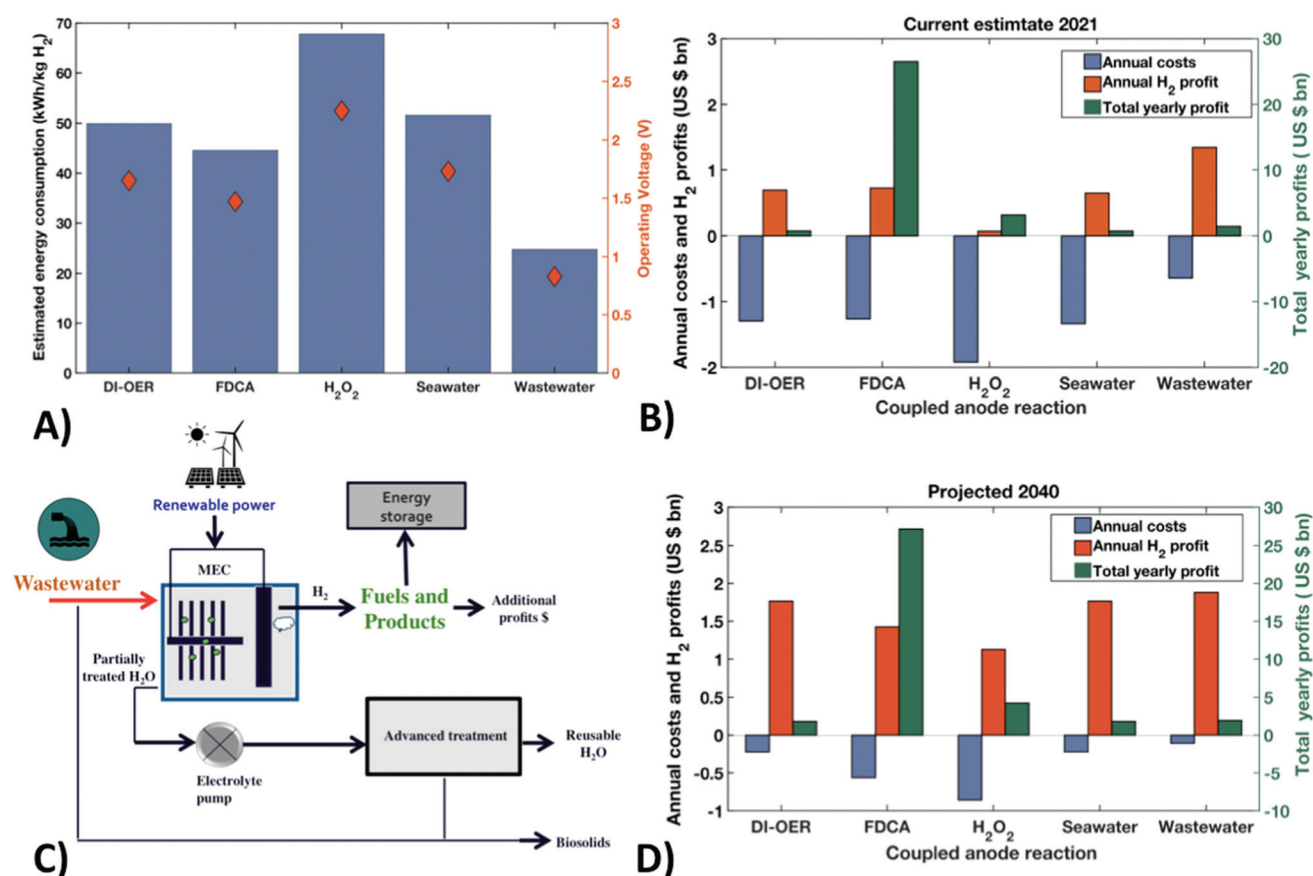 70
60
50
40
30
20
10
0
Estimated energy consumption (kWh/kg H₂)
3
2.5
2
1.5
1
0.5
0
Operating Voltage (V)
DI-OER
FDCA
H₂O₂
Seawater
Wastewater
A)
Current estimtate 2021
3
2
1
0
-1
-2
Annual costs and H₂ profits (US $ bn)
Annual costs
Annual H₂ profit
Total yearly profit
30
20
10
0
-10
-20
Total yearly profits ( US $ bn)
DI-OER
FDCA
H₂O₂
Seawater
Wastewater
Coupled anode reaction
B)
Renewable power
Energy
storage
Wastewater
MEC
H₂
Fuels and
Products
Additional
profits $
Partially
treated H₂O
Electrolyte
pump
Advanced treatment
Reusable
H₂O
Biosolids
C)
Projected 2040
3
2.5
2
1.5
1
0.5
0
-0.5
-1
Annual costs and H₂ profits (US $ bn)
Annual costs
Annual H₂ profit
Total yearly profit
30
25
20
15
10
5
0
-5
-10
Total yearly profits ( US $ bn)
DI-OER
FDCA
H₂O₂
Seawater
Wastewater
Coupled anode reaction
D)